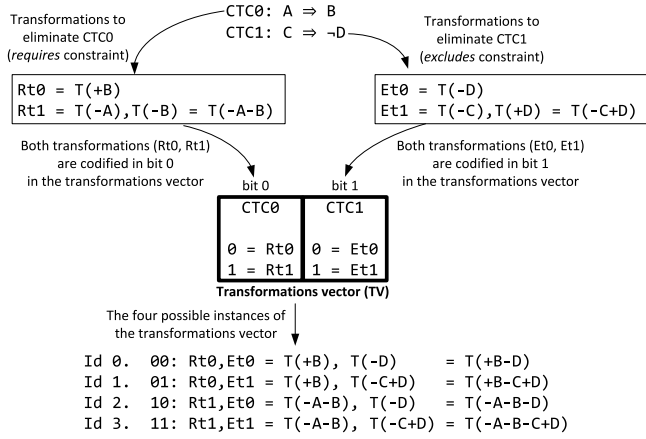 Transformations to
eliminate CTC0
(requires constraint)
CTC0: A ⇒ B
CTC1: C ⇒ ¬D
Transformations to
eliminate CTC1
(excludes constraint)
Rt0 = T(+B)
Rt1 = T(-A),T(-B) = T(-A-B)
Et0 = T(-D)
Et1 = T(-C),T(+D) = T(-C+D)
Both transformations (Rt0, Rt1)
are codified in bit 0
in the transformations vector
Both transformations (Et0, Et1)
are codified in bit 1
in the transformations vector
bit 0 bit 1
CTC0 CTC1
0 = Rt0 0 = Et0
1 = Rt1 1 = Et1
Transformations vector (TV)
The four possible instances of
the transformations vector
Id 0. 00: Rt0,Et0 = T(+B), T(-D) = T(+B-D)
Id 1. 01: Rt0,Et1 = T(+B), T(-C+D) = T(+B-C+D)
Id 2. 10: Rt1,Et0 = T(-A-B), T(-D) = T(-A-B-D)
Id 3. 11: Rt1,Et1 = T(-A-B), T(-C+D) = T(-A-B-C+D)